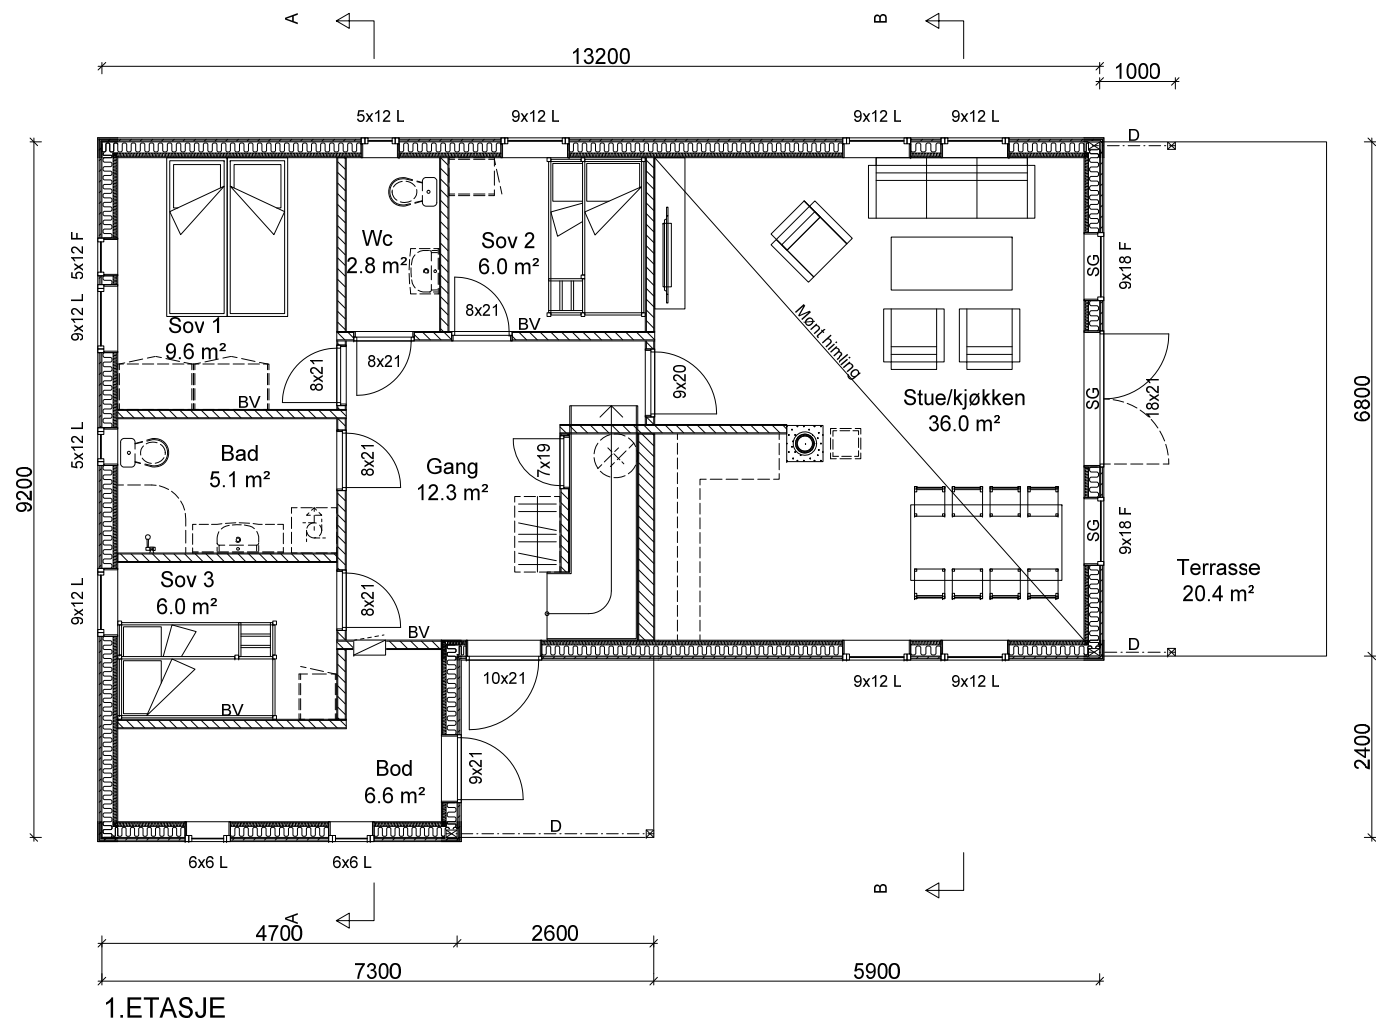 A
B
13200
1000
5x12 L
9x12 L
9x12 L
9x12 L
D
5x12 F
9x12 L
5x12 L
9x12 L
9200
Wc
2.8 m²
Sov 2
6.0 m²
8x21
BV
Sov 1
9.6 m²
BV
8x21
8x21
9x20
Mønt himling
SG
9x18 F
SG
18x21
SG
9x18 F
6800
Stue/kjøkken
36.0 m²
Bad
5.1 m²
8x21
Gang
12.3 m²
7x19
Sov 3
6.0 m²
8x21
BV
BV
Terrasse
20.4 m²
D
10x21
9x12 L
9x12 L
2400
Bod
6.6 m²
9x21
D
6x6 L
6x6 L
A
B
4700
2600
7300
5900
1.ETASJE